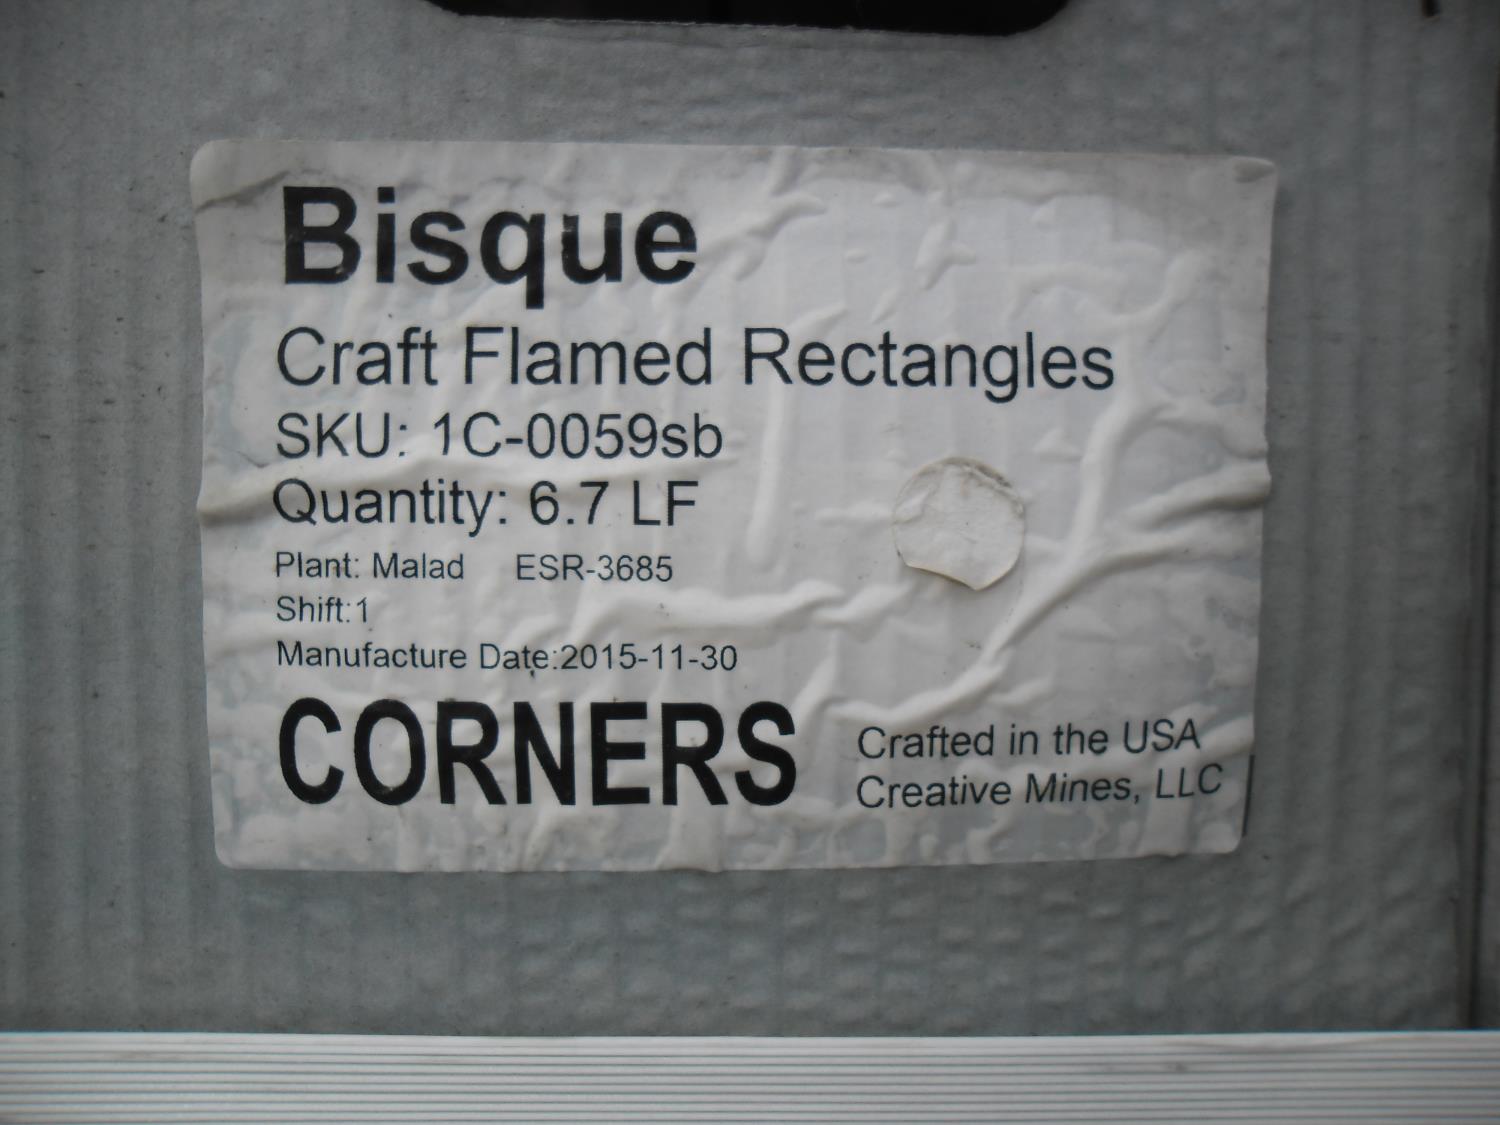 Bisque
Craft Flamed Rectangles
SKU: 1C-0059sb
Quantity: 6.7 LF
Plant: Malad ESR-3685
Shift:1
Manufacture Date:2015-11-30
CORNERS
Crafted in the USA
Creative Mines, LLC